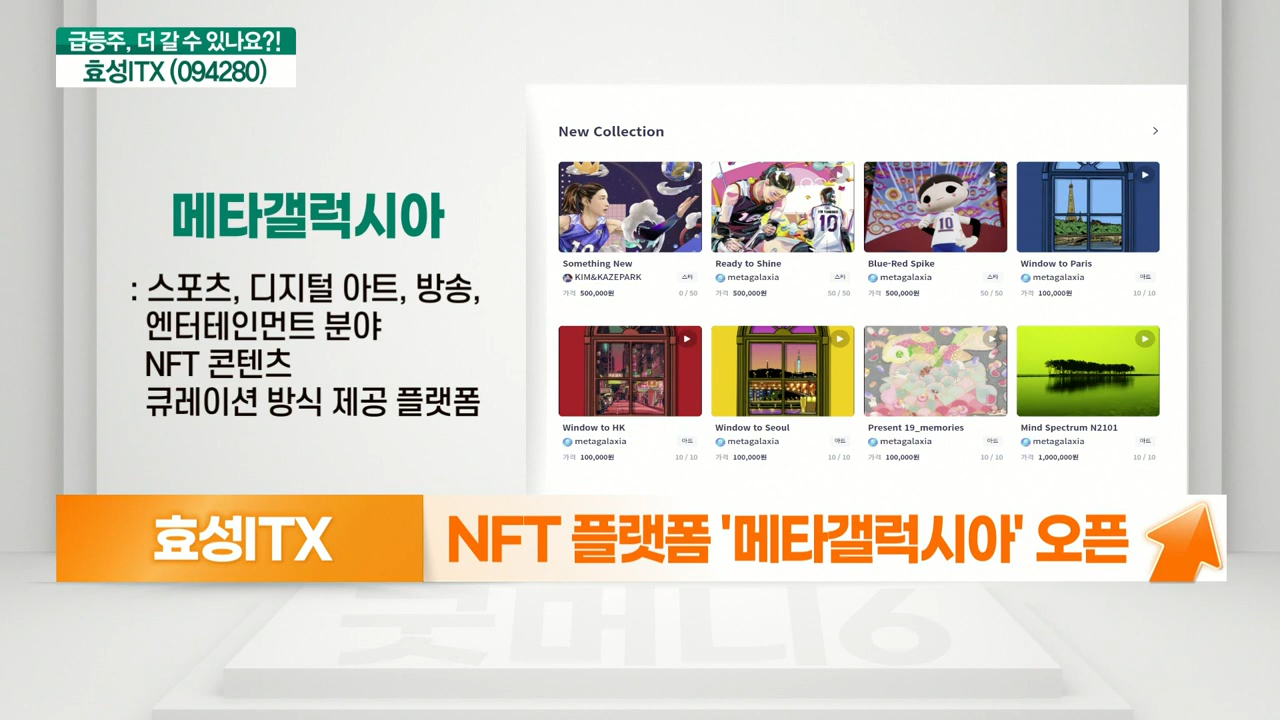 급등주, 더 갈 수 있나요?!
효성ITX (094280)
메타갤럭시아
: 스포츠, 디지털 아트, 방송,
엔터테인먼트 분야
NFT 콘텐츠
큐레이션 방식 제공 플랫폼
New Collection
Something New
KIM&KAZEPARK 스타
가격 500,000원 0 / 50
Ready to Shine
metagalaxia 스타
가격 500,000원 50 / 50
Blue-Red Spike
metagalaxia 스타
가격 500,000원 50 / 50
Window to Paris
metagalaxia 아트
가격 100,000원 10 / 10
Window to HK
metagalaxia 아트
가격 100,000원 10 / 10
Window to Seoul
metagalaxia 아트
가격 100,000원 10 / 10
Present 19_memories
metagalaxia 아트
가격 100,000원 10 / 10
Mind Spectrum N2101
metagalaxia 아트
가격 1,000,000원 10 / 10
10
10
효성ITX
NFT 플랫폼 '메타갤럭시아' 오픈
굿머니6